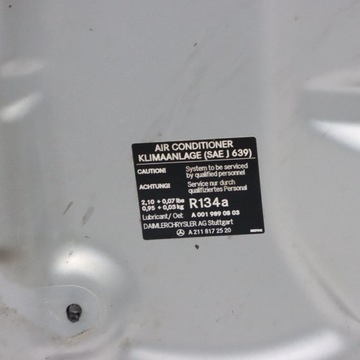 AIR CONDITIONER
KLIMAANLAGE (SAE J 639)
CAUTION! System to be serviced
by qualified personnel
ACHTUNG! Service nur durch
qualifiziertes Personal
2,10 + 0,07 lbs
0,95 + 0,03 kg R134a
Lubricant/ Oel: A 001 989 08 03
DAIMLERCHRYSLER AG Stuttgart
A 211 817 25 20